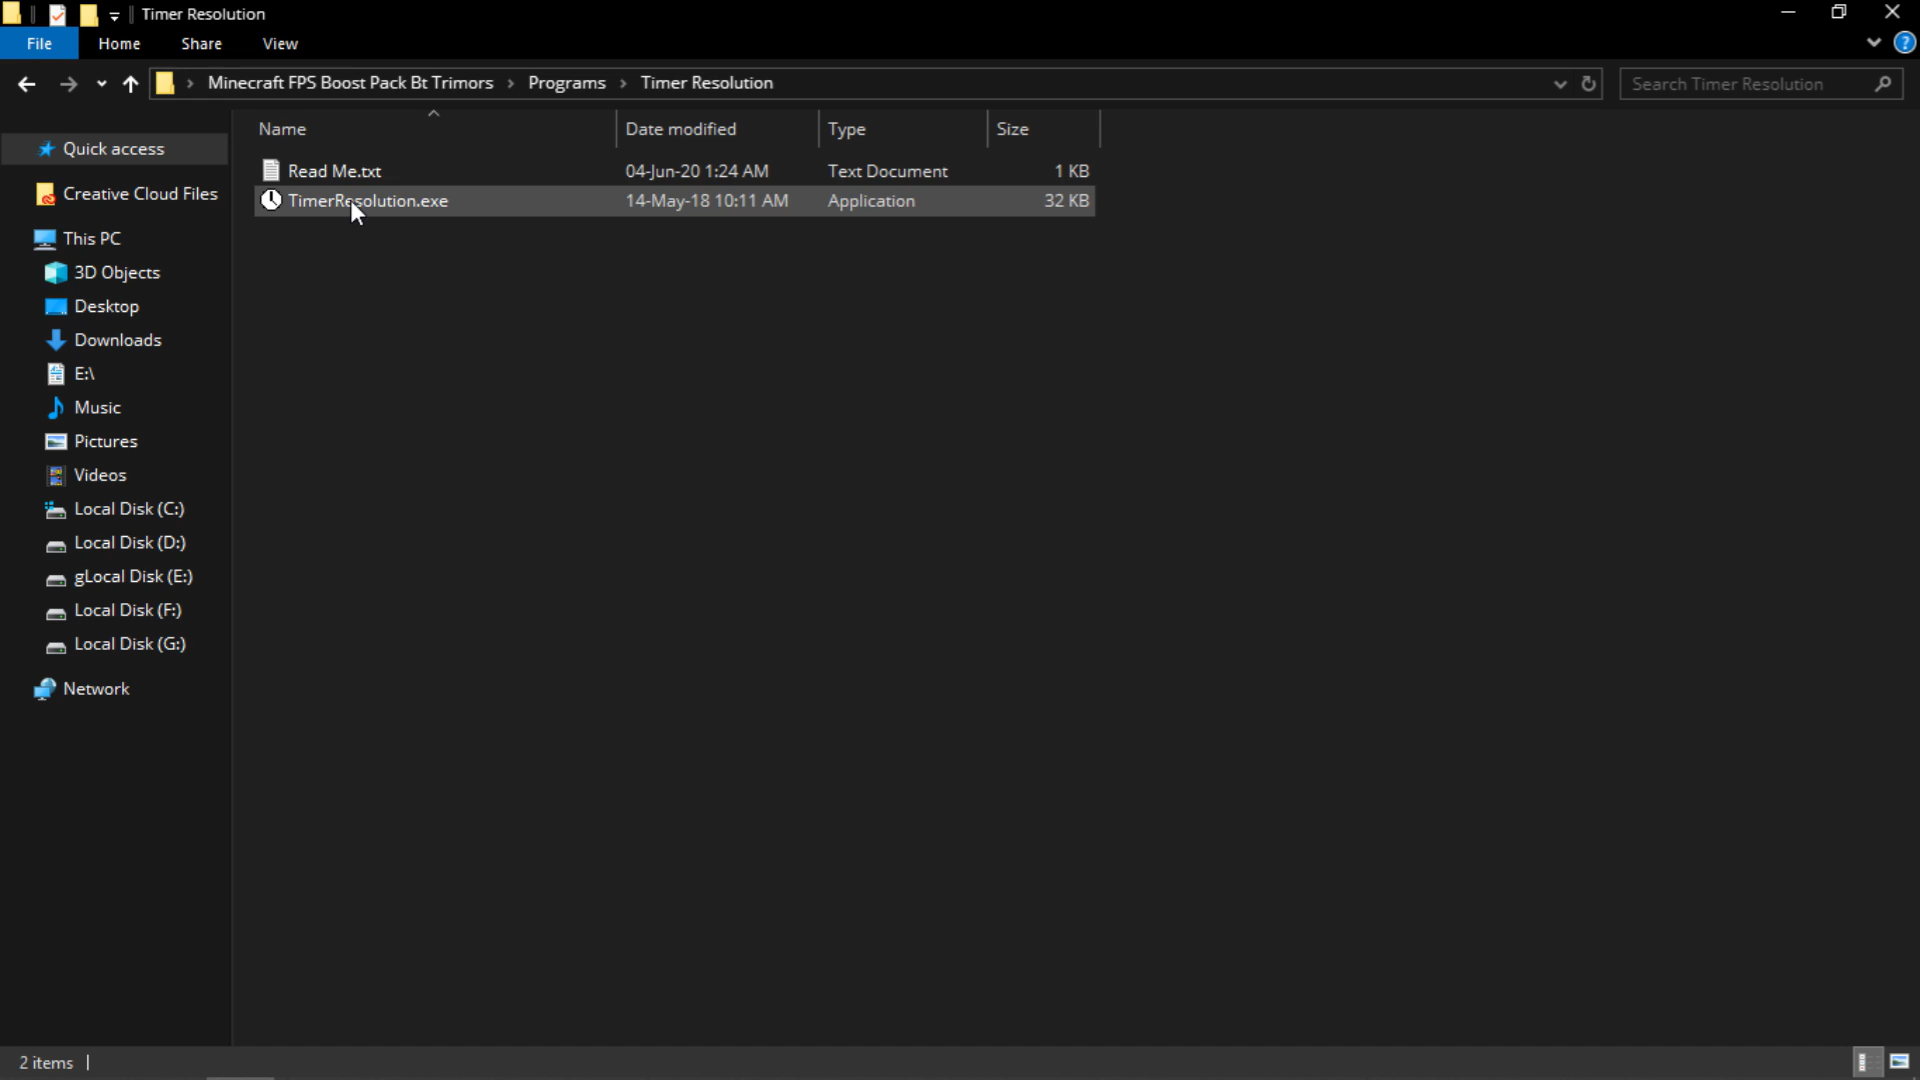 Timer Resolution
File Home Share View
Minecraft FPS Boost Pack Bt Trimors Programs Timer Resolution Search Timer Resolution
Name Date modified Type Size
Read Me.txt 04-Jun-20 1:24 AM Text Document 1 KB
TimerResolution.exe 14-May-18 10:11 AM Application 32 KB
Quick access
Creative Cloud Files
This PC
3D Objects
Desktop
Downloads
E:\
Music
Pictures
Videos
Local Disk (C:)
Local Disk (D:)
gLocal Disk (E:)
Local Disk (F:)
Local Disk (G:)
Network
2 items